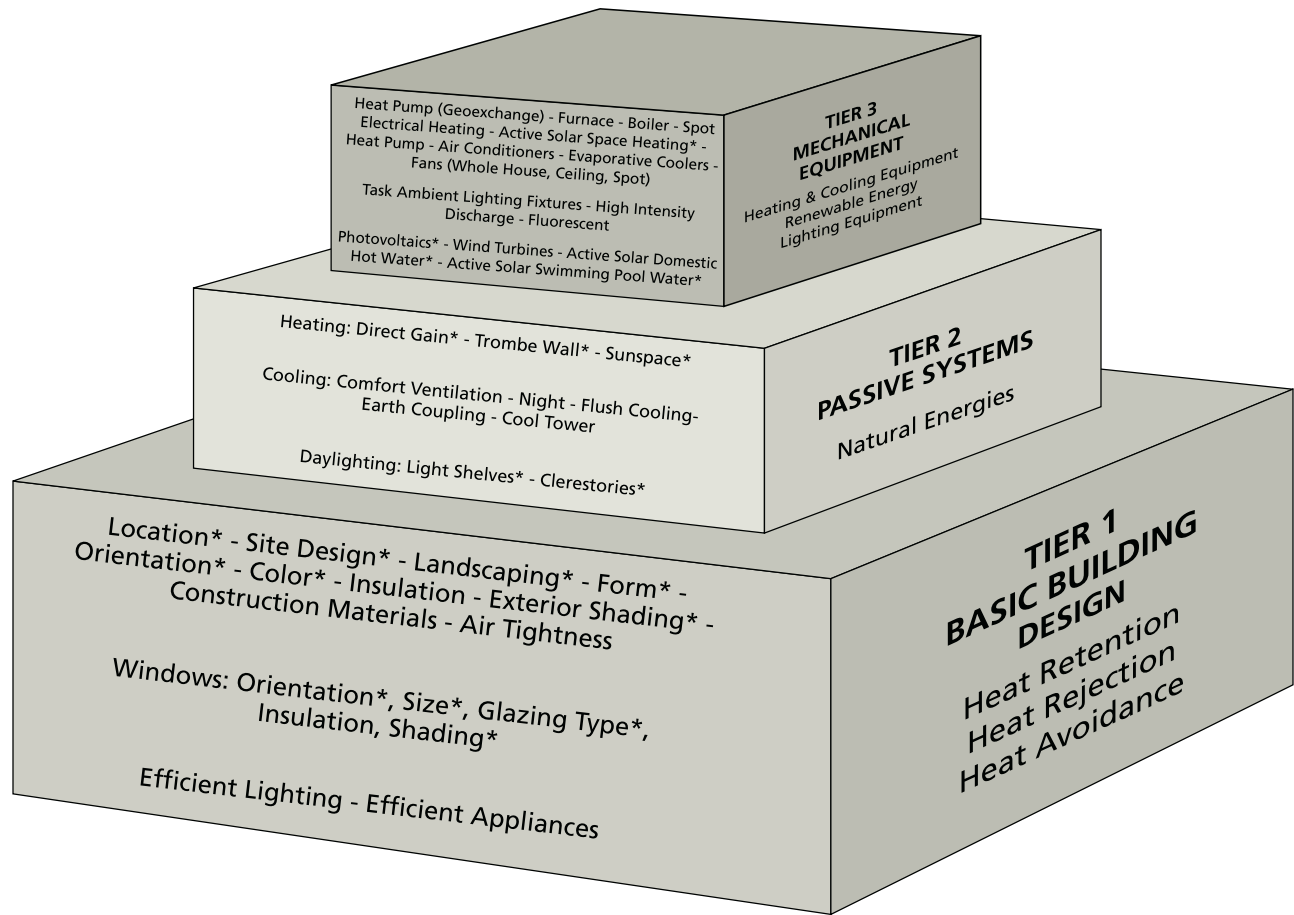 Heat Pump (Geoexchange) - Furnace - Boiler - Spot
Electrical Heating - Active Solar Space Heating* -
Heat Pump - Air Conditioners - Evaporative Coolers -
Fans (Whole House, Ceiling, Spot)
Task Ambient Lighting Fixtures - High Intensity
Discharge - Fluorescent
Photovoltaics* - Wind Turbines - Active Solar Domestic
Hot Water* - Active Solar Swimming Pool Water*
TIER 3
MECHANICAL
EQUIPMENT
Heating & Cooling Equipment
Renewable Energy
Lighting Equipment
Heating: Direct Gain* - Trombe Wall* - Sunspace*
Cooling: Comfort Ventilation - Night - Flush Cooling-
Earth Coupling - Cool Tower
Daylighting: Light Shelves* - Clerestories*
TIER 2
PASSIVE SYSTEMS
Natural Energies
Location* - Site Design* - Landscaping* - Form* -
Orientation* - Color* - Insulation - Exterior Shading* -
Construction Materials - Air Tightness
Windows: Orientation*, Size*, Glazing Type*,
Insulation, Shading*
Efficient Lighting - Efficient Appliances
TIER 1
BASIC BUILDING
DESIGN
Heat Retention
Heat Rejection
Heat Avoidance